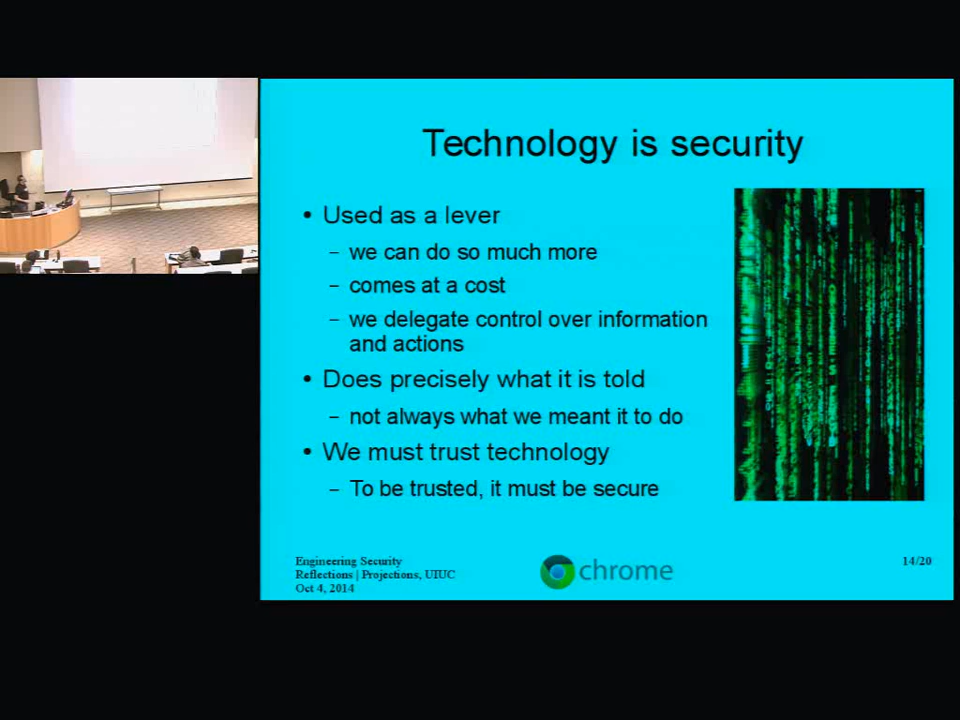 Technology is security
• Used as a lever
– we can do so much more
– comes at a cost
– we delegate control over information
and actions
• Does precisely what it is told
– not always what we meant it to do
• We must trust technology
– To be trusted, it must be secure
Engineering Security
Reflections | Projections, UIUC
Oct 4, 2014
chrome
14/20